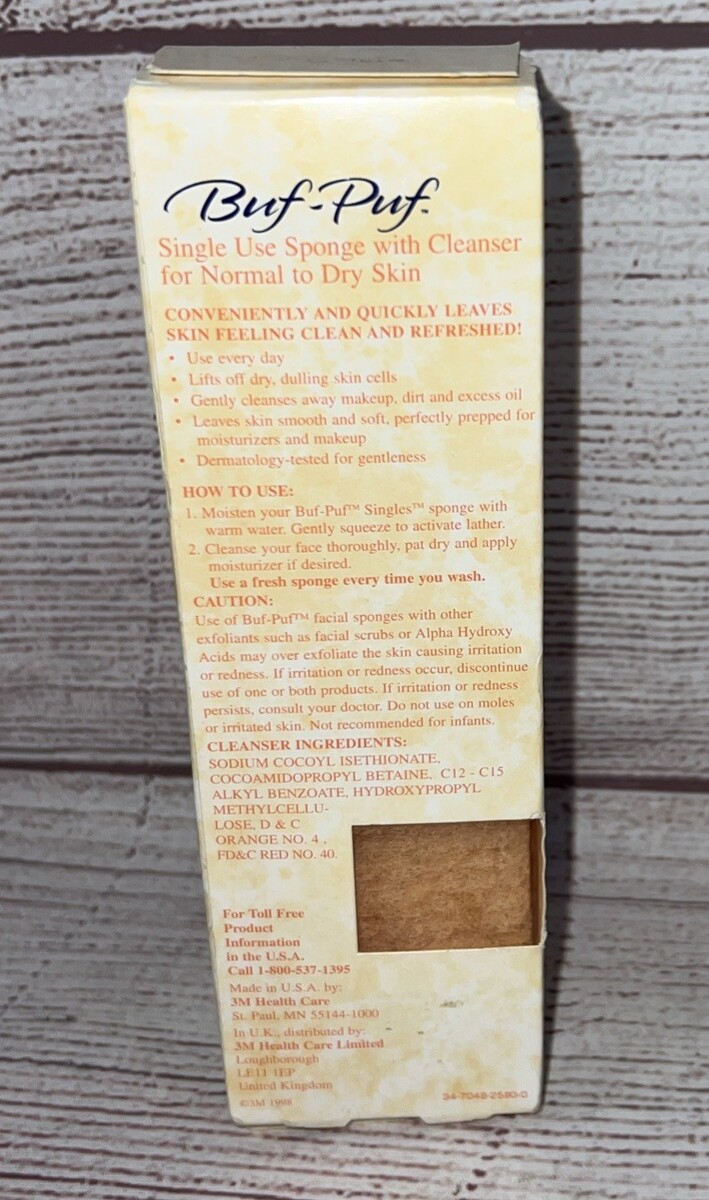 Buf-Puf™
Single Use Sponge with Cleanser
for Normal to Dry Skin
CONVENIENTLY AND QUICKLY LEAVES
SKIN FEELING CLEAN AND REFRESHED!
• Use every day
• Lifts off dry, dulling skin cells
• Gently cleanses away makeup, dirt and excess oil
• Leaves skin smooth and soft, perfectly prepped for
moisturizers and makeup
• Dermatology-tested for gentleness
HOW TO USE:
1. Moisten your Buf-Puf™ Singles™ sponge with
warm water. Gently squeeze to activate lather.
2. Cleanse your face thoroughly, pat dry and apply
moisturizer if desired.
Use a fresh sponge every time you wash.
CAUTION:
Use of Buf-Puf™ facial sponges with other
exfoliants such as facial scrubs or Alpha Hydroxy
Acids may over exfoliate the skin causing irritation
or redness. If irritation or redness occur, discontinue
use of one or both products. If irritation or redness
persists, consult your doctor. Do not use on moles
or irritated skin. Not recommended for infants.
CLEANSER INGREDIENTS:
SODIUM COCOYL ISETHIONATE,
COCOAMIDOPROPYL BETAINE, C12 - C15
ALKYL BENZOATE, HYDROXYPROPYL
METHYLCELLU-
LOSE, D & C
ORANGE NO. 4 ,
FD&C RED NO. 40.
For Toll Free
Product
Information
in the U.S.A.
Call 1-800-537-1395
Made in U.S.A. by:
3M Health Care
St. Paul, MN 55144-1000
In U.K., distributed by:
3M Health Care Limited
Loughborough
LE11 1EP
United Kingdom
©3M 1998
34-7048-2580-0